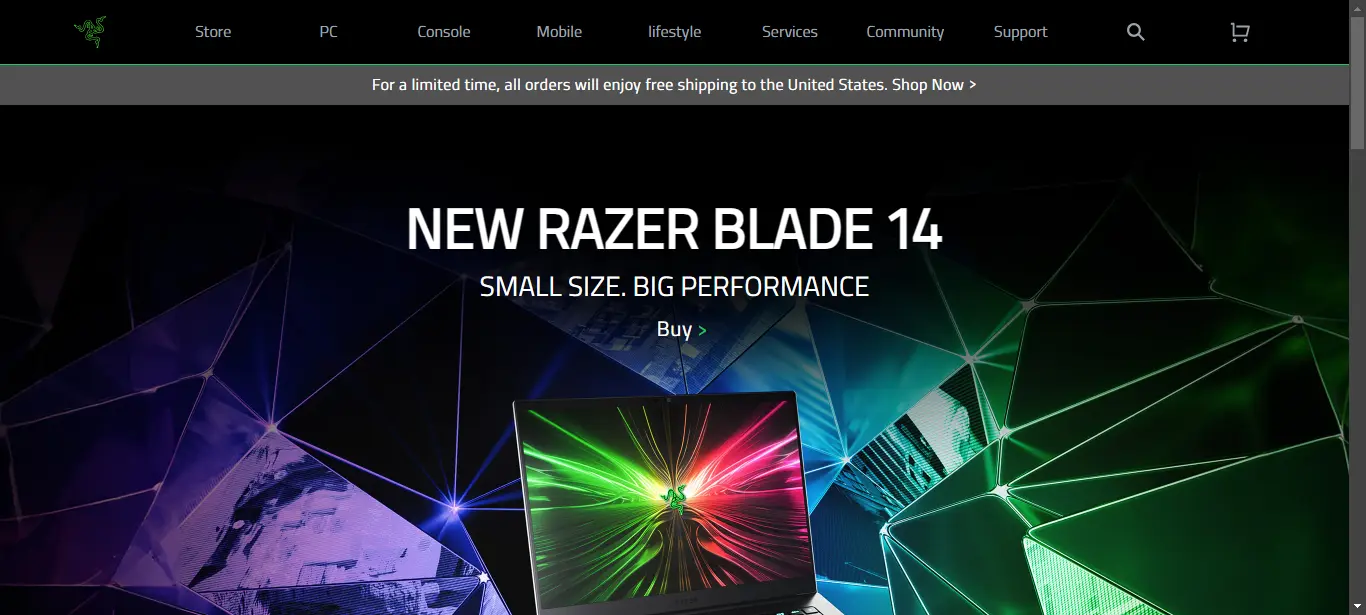 Store PC Console Mobile lifestyle Services Community Support
For a limited time, all orders will enjoy free shipping to the United States. Shop Now >
NEW RAZER BLADE 14
SMALL SIZE. BIG PERFORMANCE
Buy >